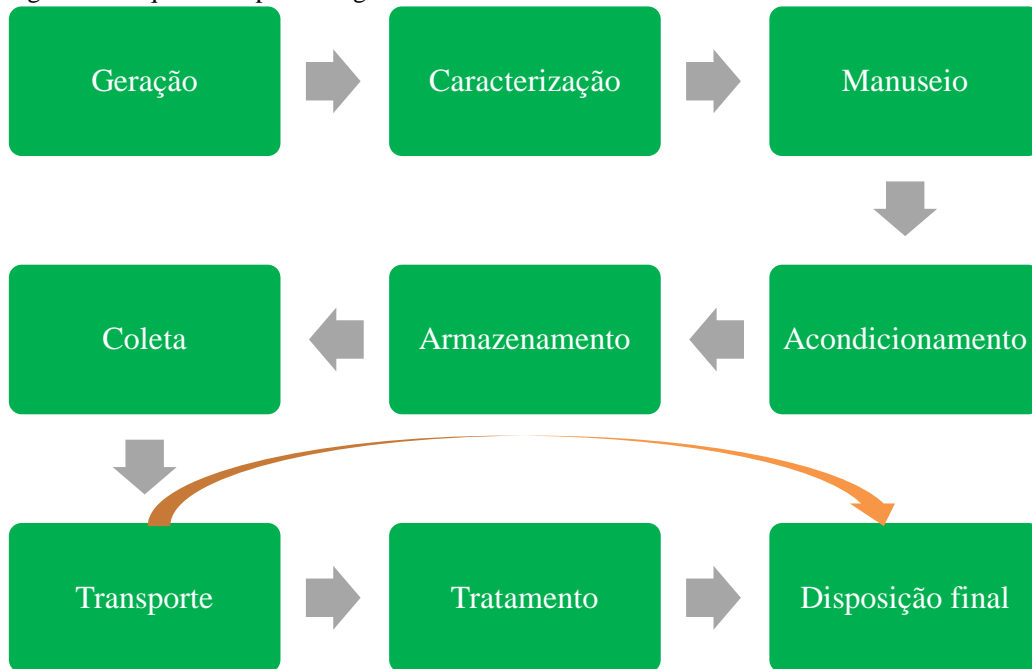 Geração
Caracterização
Manuseio
Acondicionamento
Armazenamento
Coleta
Transporte
Tratamento
Disposição final